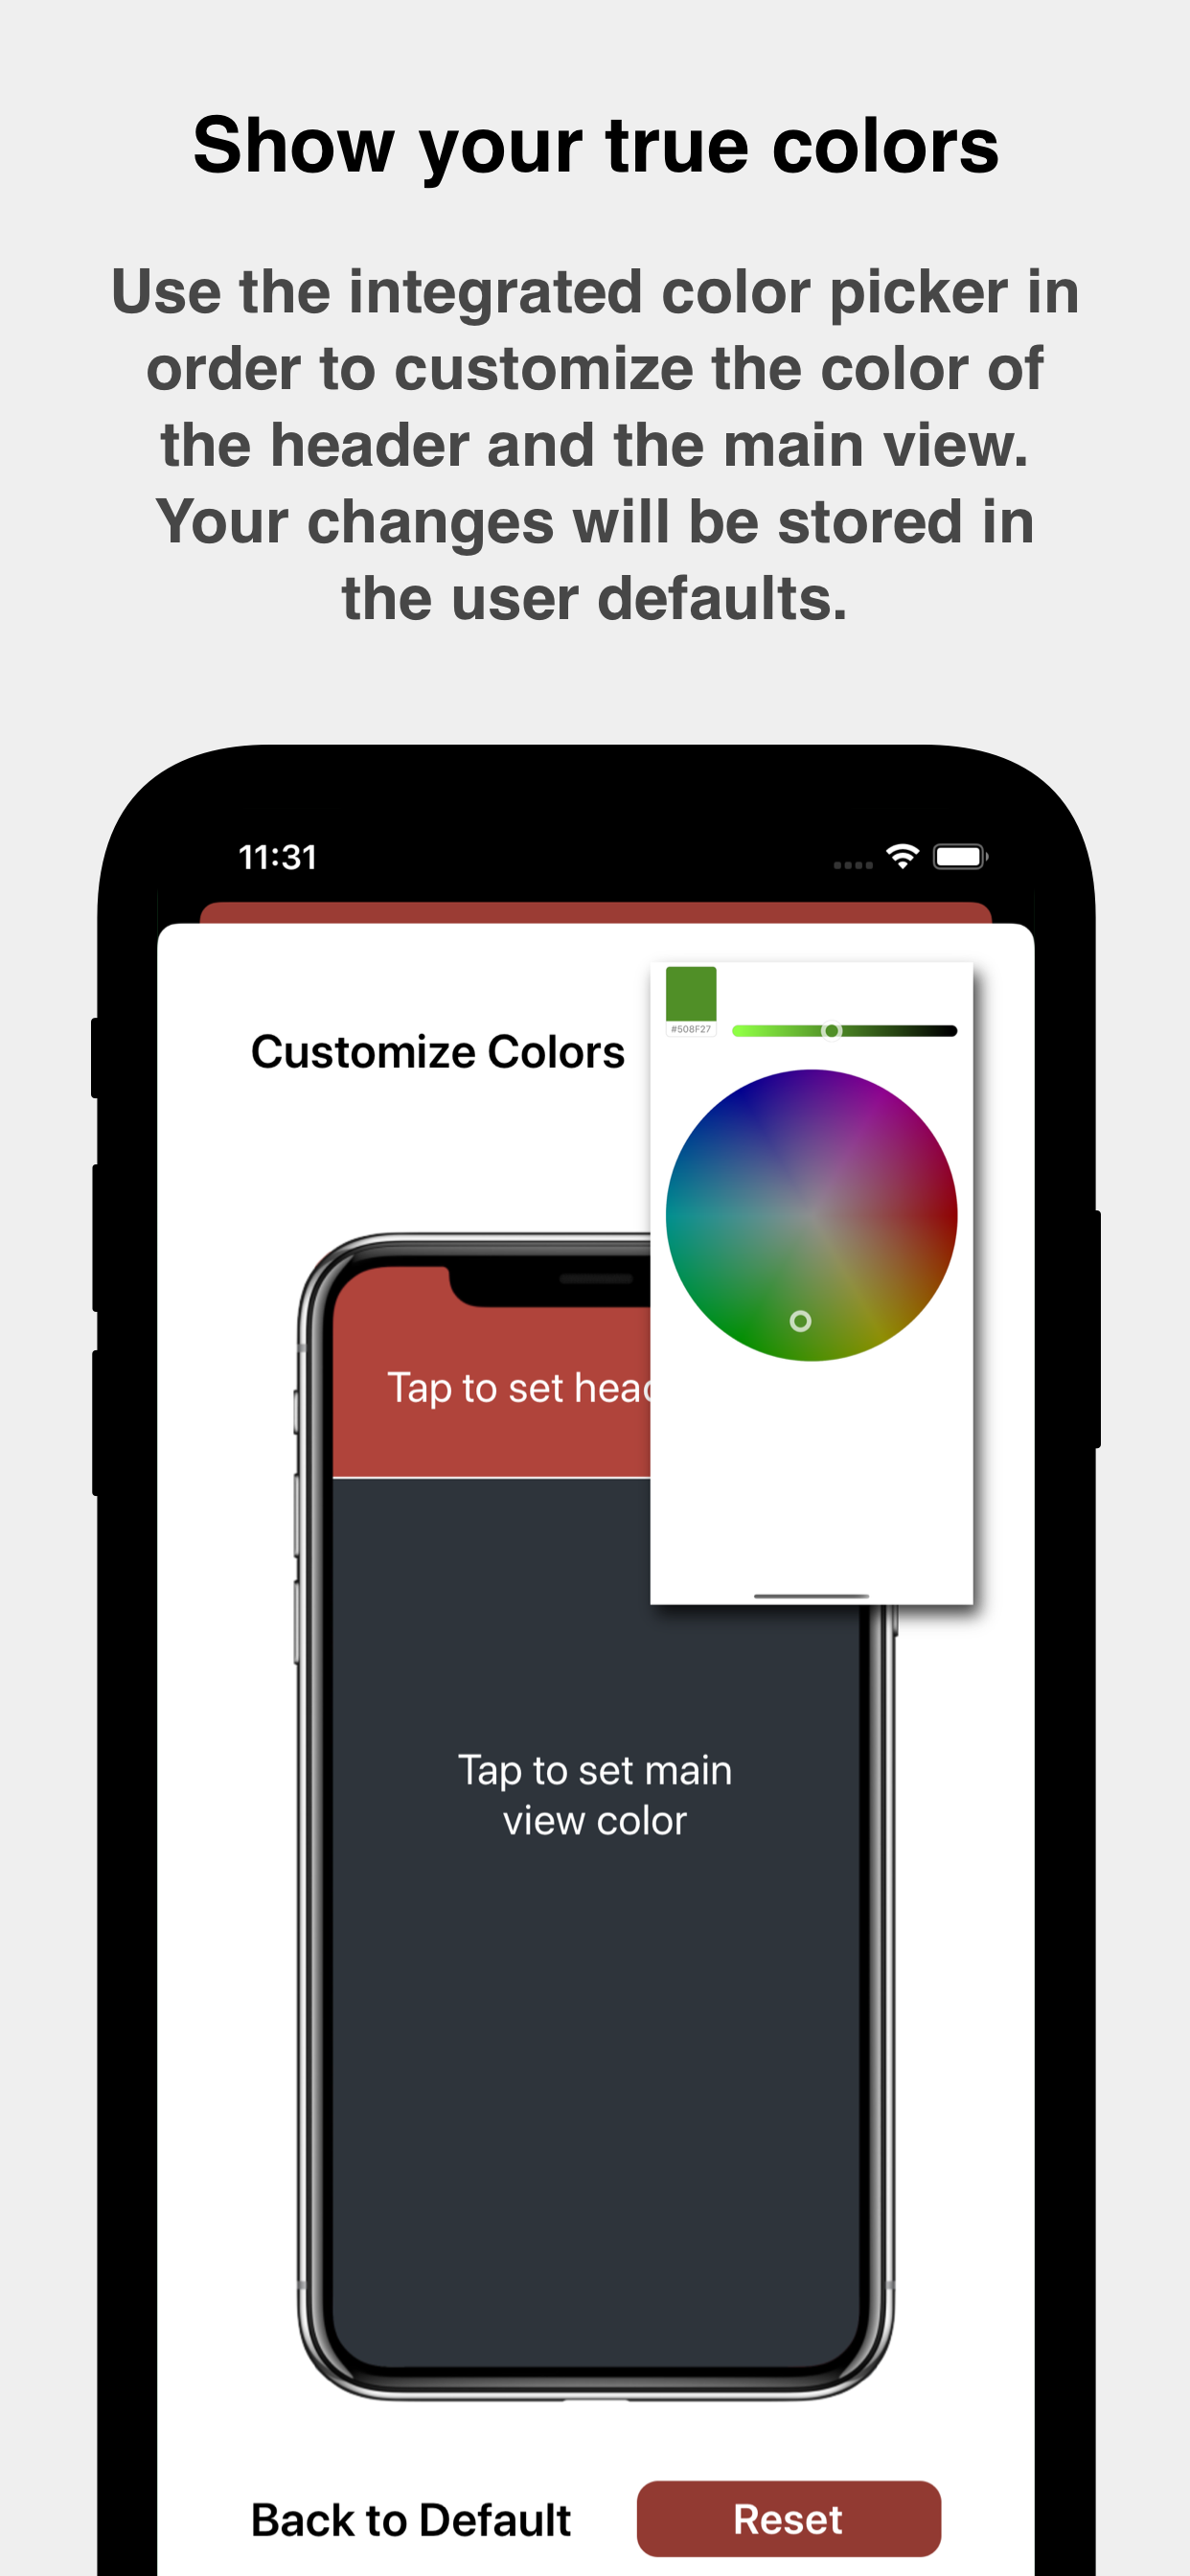 Show your true colors
Use the integrated color picker in
order to customize the color of
the header and the main view.
Your changes will be stored in
the user defaults.
11:31
#508F27
Customize Colors
Tap to set
Tap to set main
view color
Back to Default
Reset